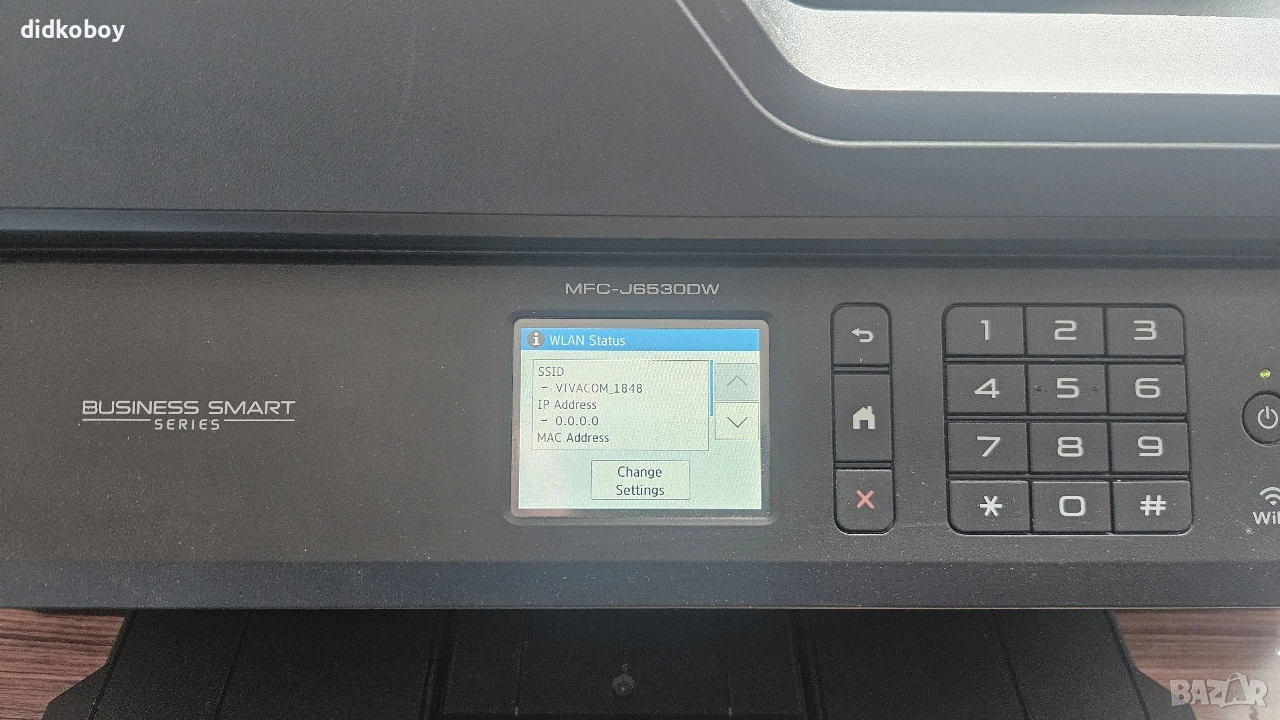 didkoboy
MFC-J6530DW
i WLAN Status
SSID
- VIVACOM_1848
IP Address
- 0.0.0.0
MAC Address
Change
Settings
BUSINESS SMART
SERIES
1 2 3
4 5 6
7 8 9
* 0 #
BAZAR